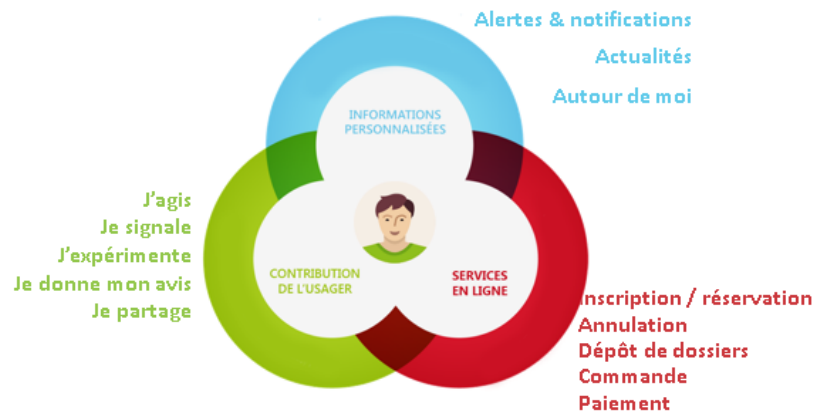 Alertes & notifications
Actualités
Autour de moi
INFORMATIONS
PERSONNALISÉES
J'agis
Je signale
J'expérimente
Je donne mon avis
Je partage
CONTRIBUTION
DE L'USAGER
SERVICES
EN LIGNE
Inscription / réservation
Annulation
Dépôt de dossiers
Commande
Paiement